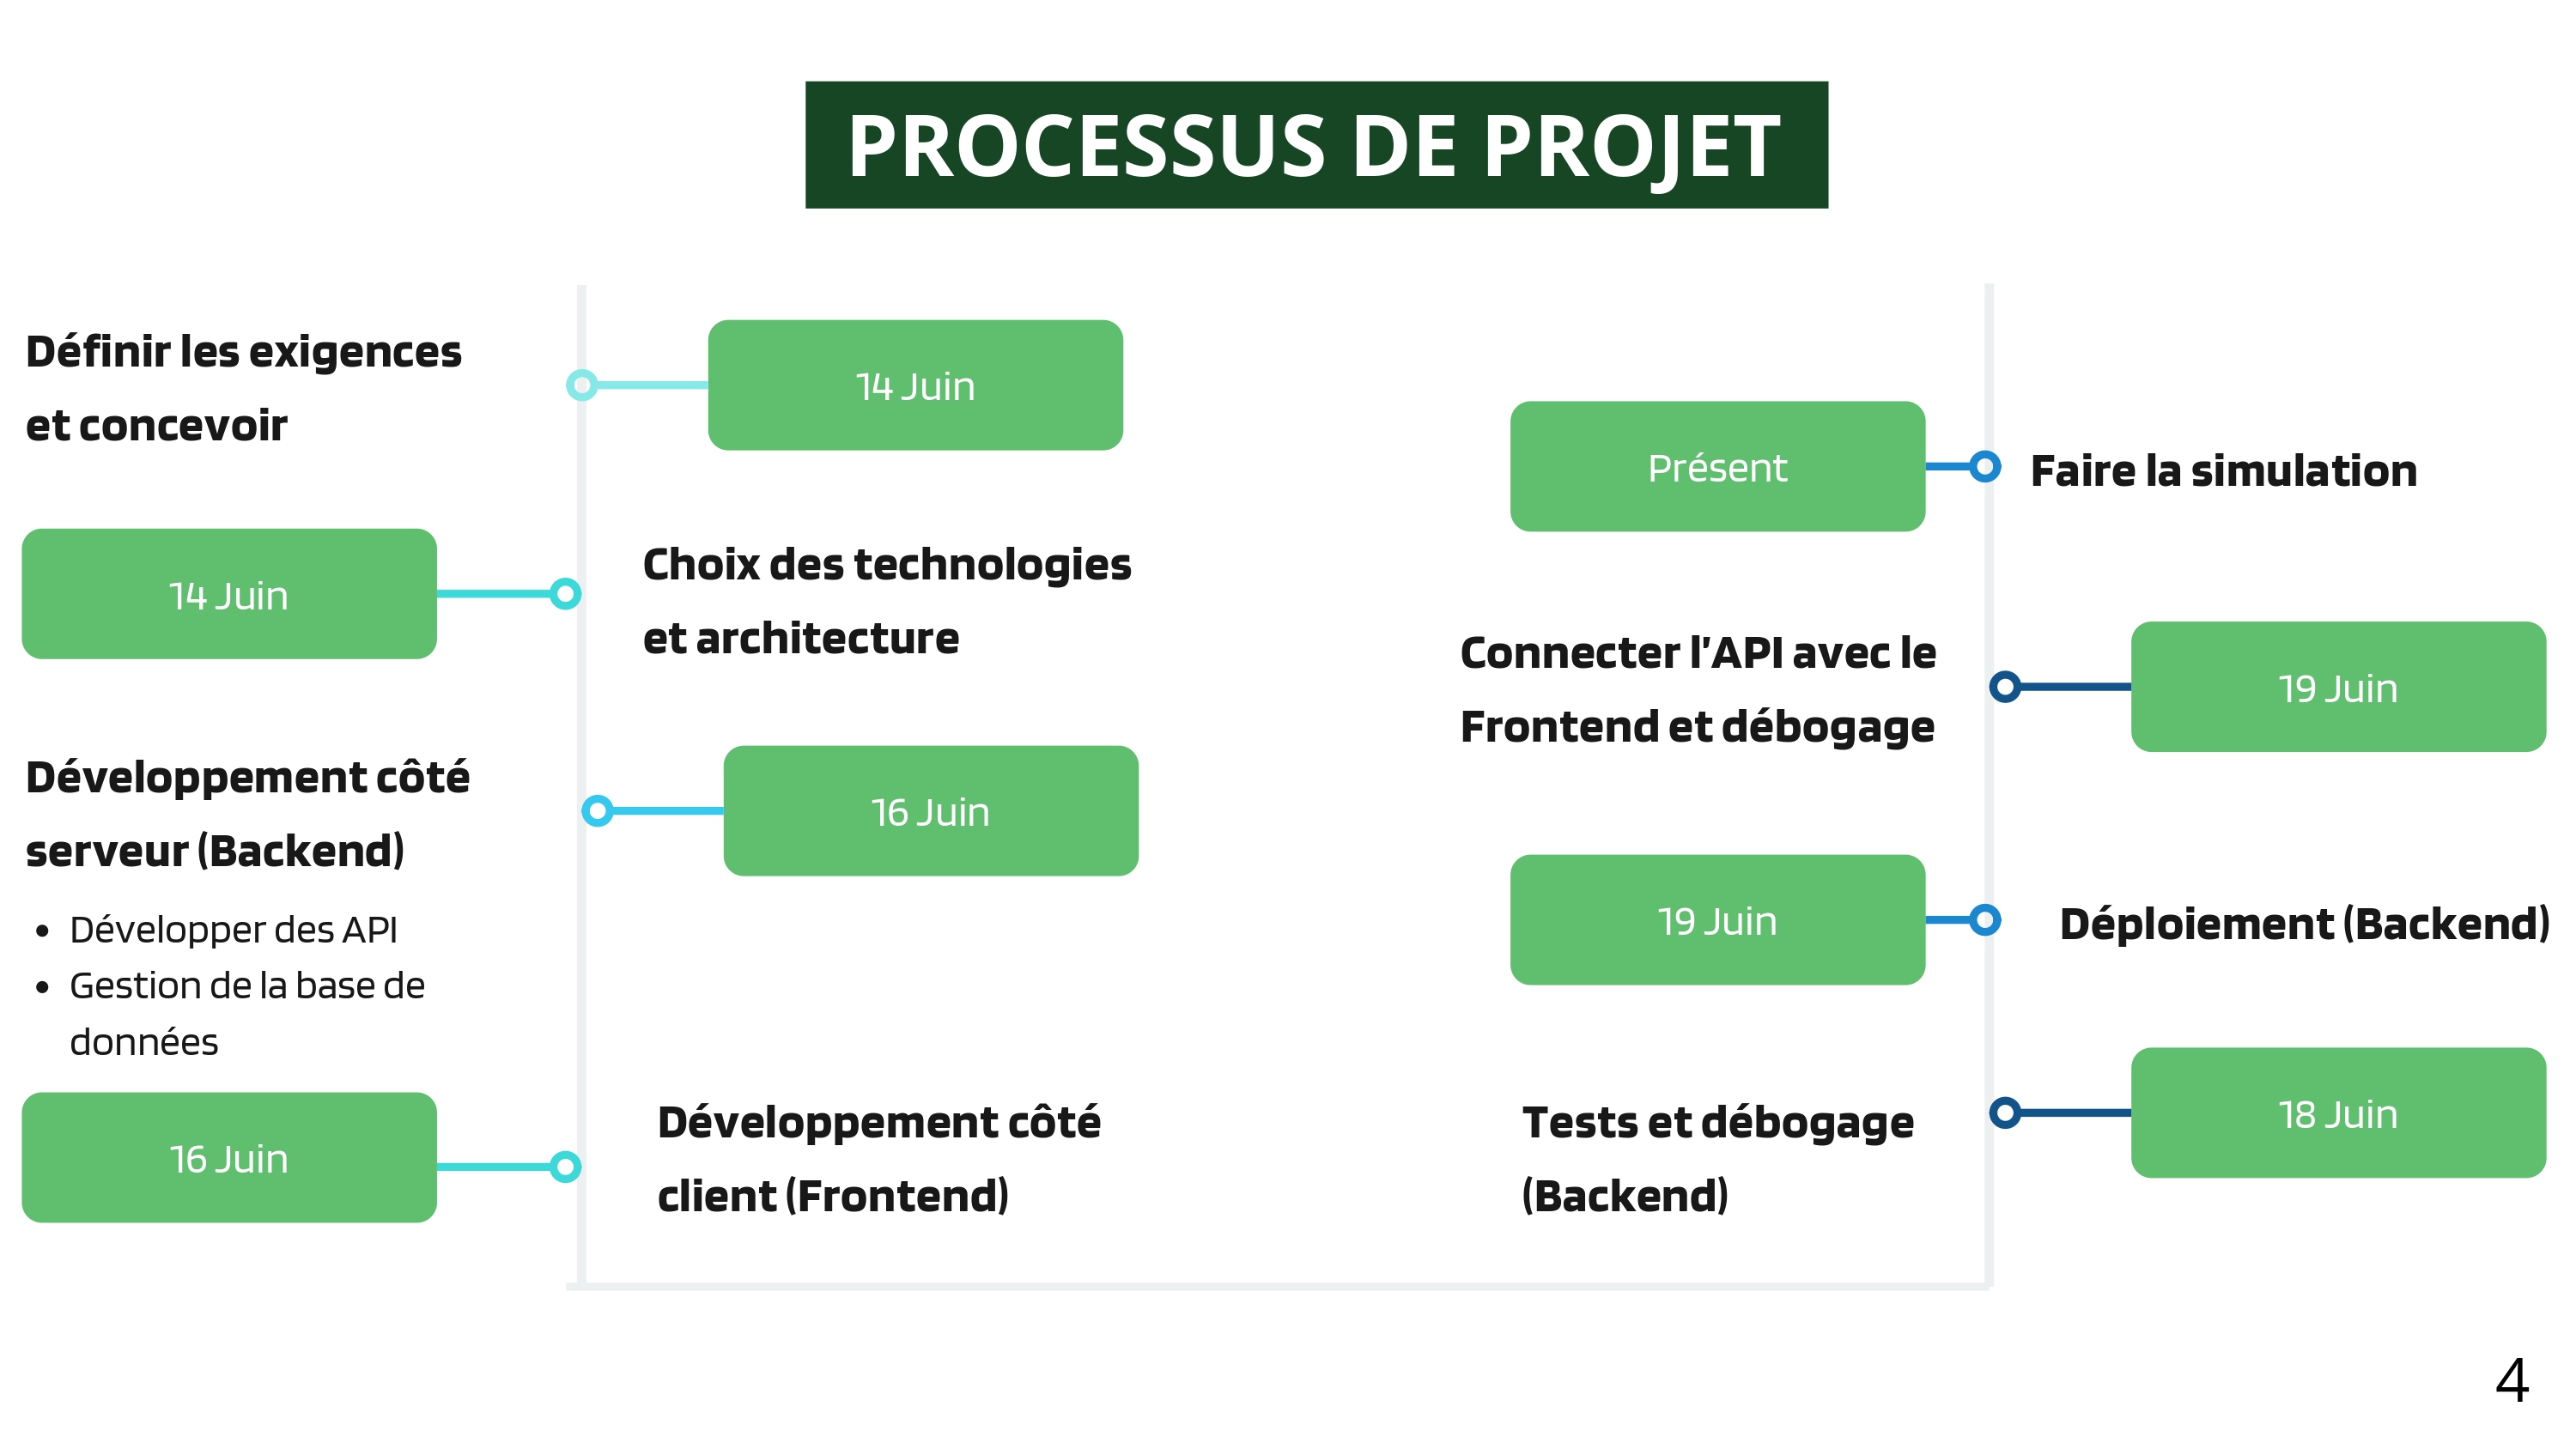 PROCESSUS DE PROJET
Définir les exigences
et concevoir
14 Juin
14 Juin
Choix des technologies
et architecture
Développement côté
serveur (Backend)
• Développer des API
• Gestion de la base de
données
16 Juin
16 Juin
Développement côté
client (Frontend)
Présent
Faire la simulation
Connecter l'API avec le
Frontend et débogage
19 Juin
19 Juin
Déploiement (Backend)
Tests et débogage
(Backend)
18 Juin
4